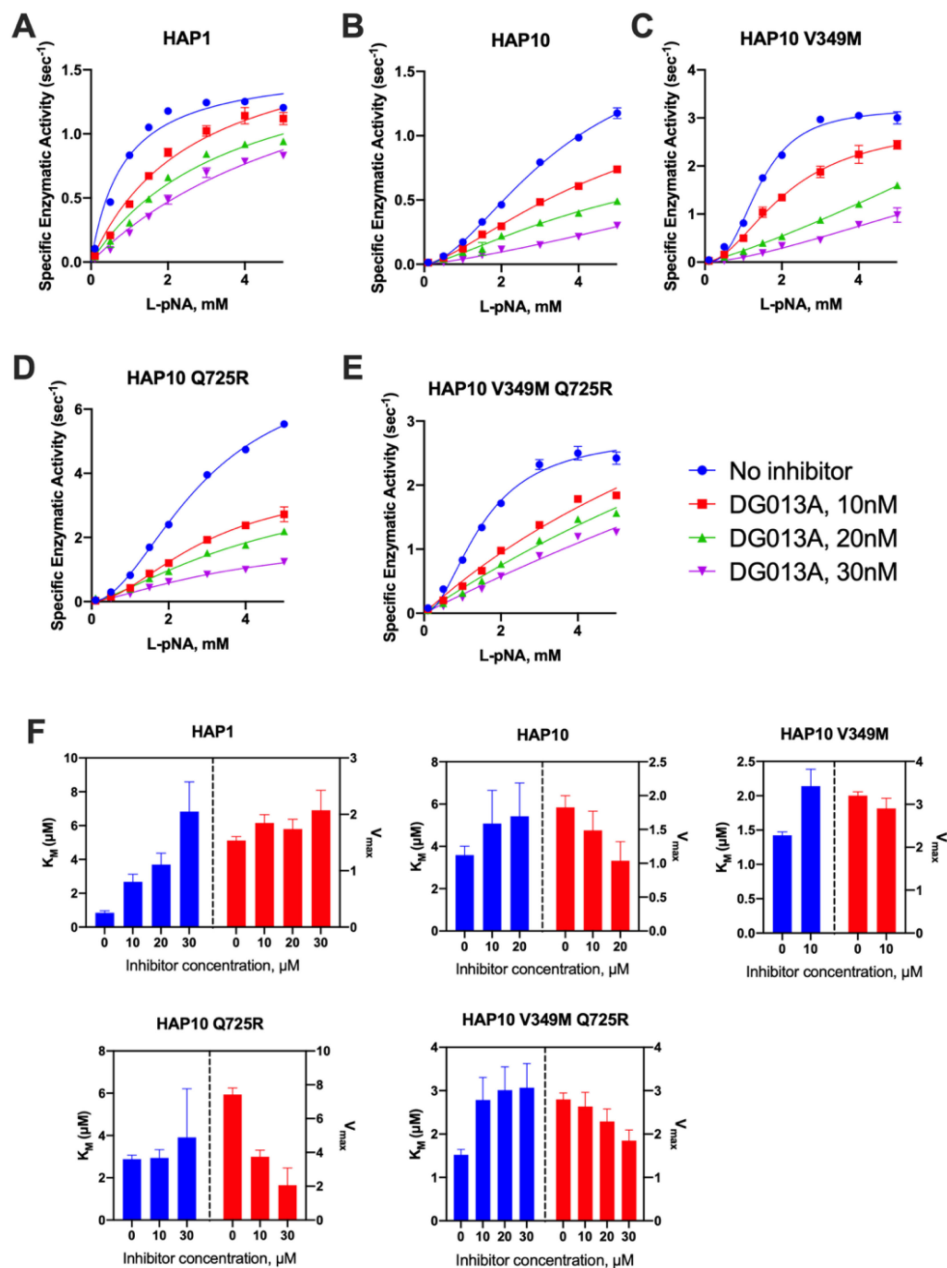 A
HAP1
Specific Enzymatic Activity (sec⁻¹)
1.5
1.0
0.5
0.0
0
2
4
L-pNA, mM
B
HAP10
Specific Enzymatic Activity (sec⁻¹)
1.5
1.0
0.5
0.0
0
2
4
L-pNA, mM
C
HAP10 V349M
Specific Enzymatic Activity (sec⁻¹)
4
3
2
1
0
0
2
4
L-pNA, mM
D
HAP10 Q725R
Specific Enzymatic Activity (sec⁻¹)
6
4
2
0
0
2
4
L-pNA, mM
E
HAP10 V349M Q725R
Specific Enzymatic Activity (sec⁻¹)
3
2
1
0
0
2
4
L-pNA, mM
No inhibitor
DG013A, 10nM
DG013A, 20nM
DG013A, 30nM
F
HAP1
K_M (μM)
10
8
6
4
2
0
3
2
1
0
V_max
0 10 20 30 0 10 20 30
Inhibitor concentration, μM
HAP10
K_M (μM)
8
6
4
2
0
2.5
2.0
1.5
1.0
0.5
0.0
V_max
0 10 20 0 10 20
Inhibitor concentration, μM
HAP10 V349M
K_M (μM)
2.5
2.0
1.5
1.0
0.5
0.0
4
3
2
1
0
V_max
0 10 0 10
Inhibitor concentration, μM
HAP10 Q725R
K_M (μM)
8
6
4
2
0
10
8
6
4
2
0
V_max
0 10 30 0 10 30
Inhibitor concentration, μM
HAP10 V349M Q725R
K_M (μM)
4
3
2
1
0
4
3
2
1
0
V_max
0 10 20 30 0 10 20 30
Inhibitor concentration, μM